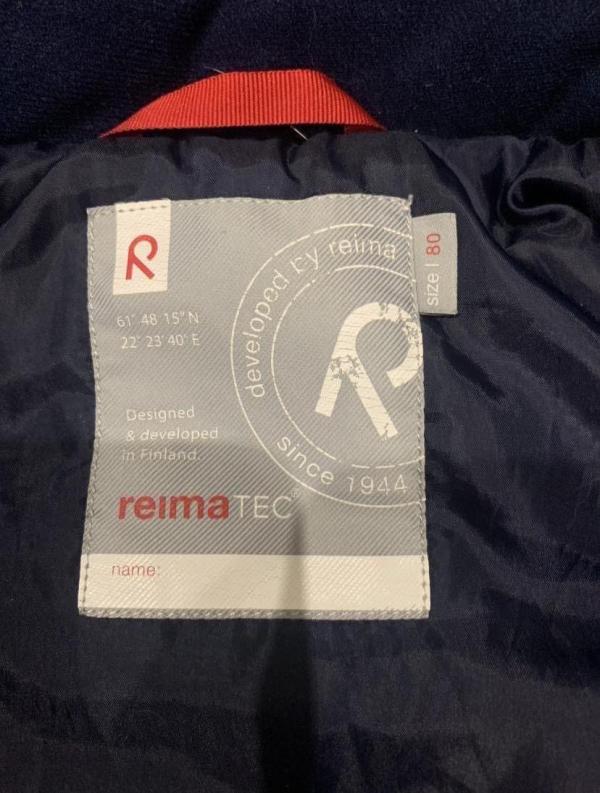 61° 48' 15" N
22° 23' 40" E
developed by reima
since 1944
size | 80
Designed
& developed
in Finland.
reimaTEC®
name: